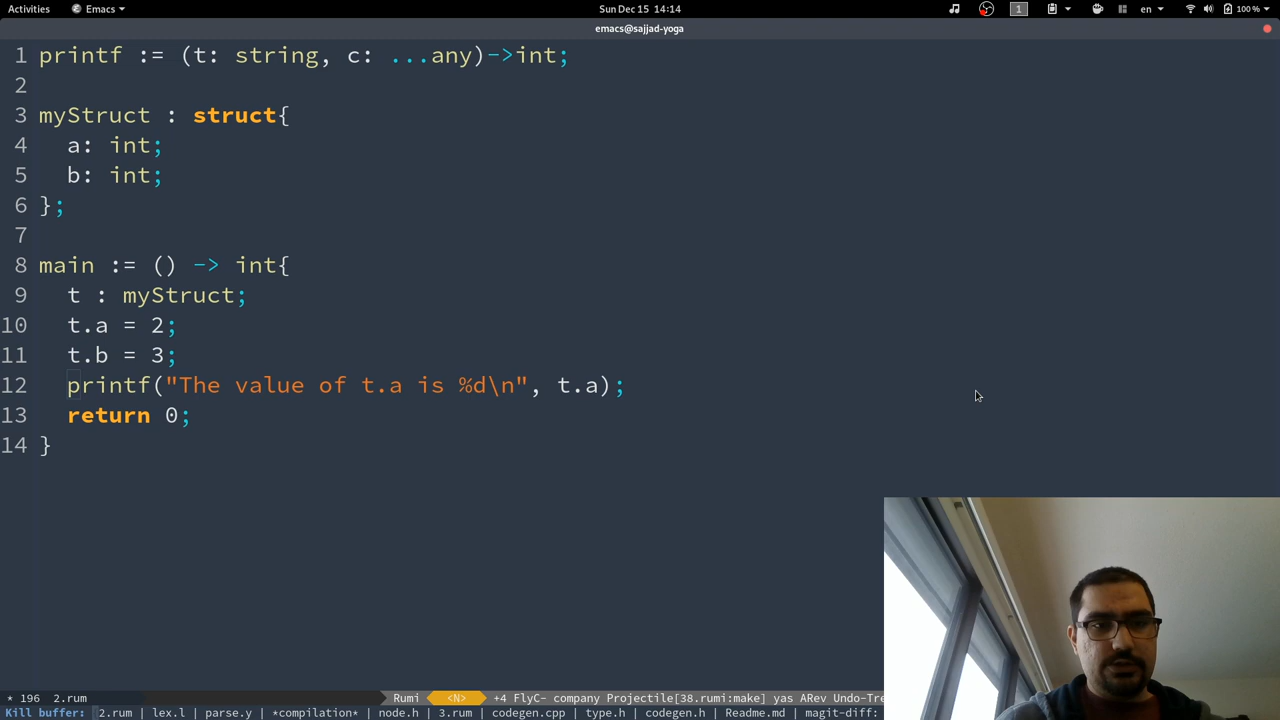 Activities Emacs Sun Dec 15 14:14 1 en 100 %
emacs@sajjad-yoga
1 printf := (t: string, c: ...any)->int;
2
3 myStruct : struct{
4 a: int;
5 b: int;
6 };
7
8 main := () -> int{
9 t : myStruct;
10 t.a = 2;
11 t.b = 3;
12 printf("The value of t.a is %d\n", t.a);
13 return 0;
14 }
* 196 2.rum Rumi <N> +4 FlyC- company Projectile[38.rumi:make] yas ARev Undo-Tre
Kill buffer: 2.rum | lex.l | parse.y | *compilation* | node.h | 3.rum | codegen.cpp | type.h | codegen.h | Readme.md | magit-diff: